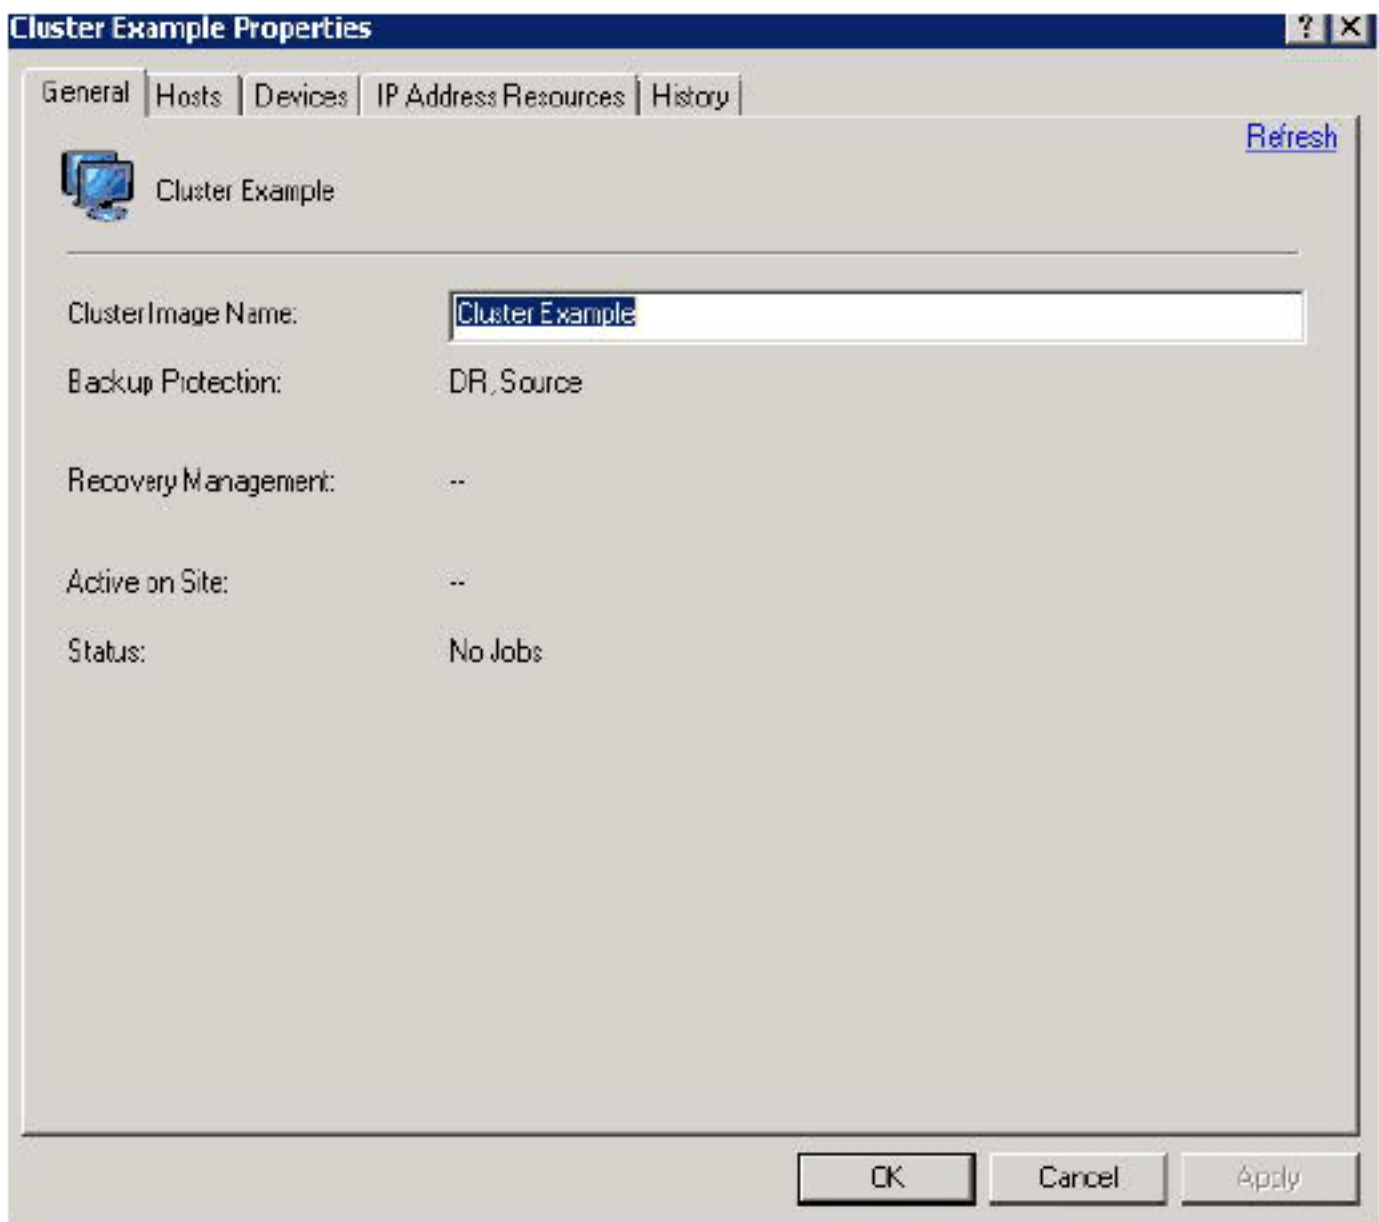 Cluster Example Properties
? X
General Hosts Devices IP Address Resources History
Refresh
Cluster Example
Cluster Image Name: Cluster Example
Backup Protection: DR, Source
Recovery Management: --
Active on Site: --
Status: No Jobs
OK Cancel Apply